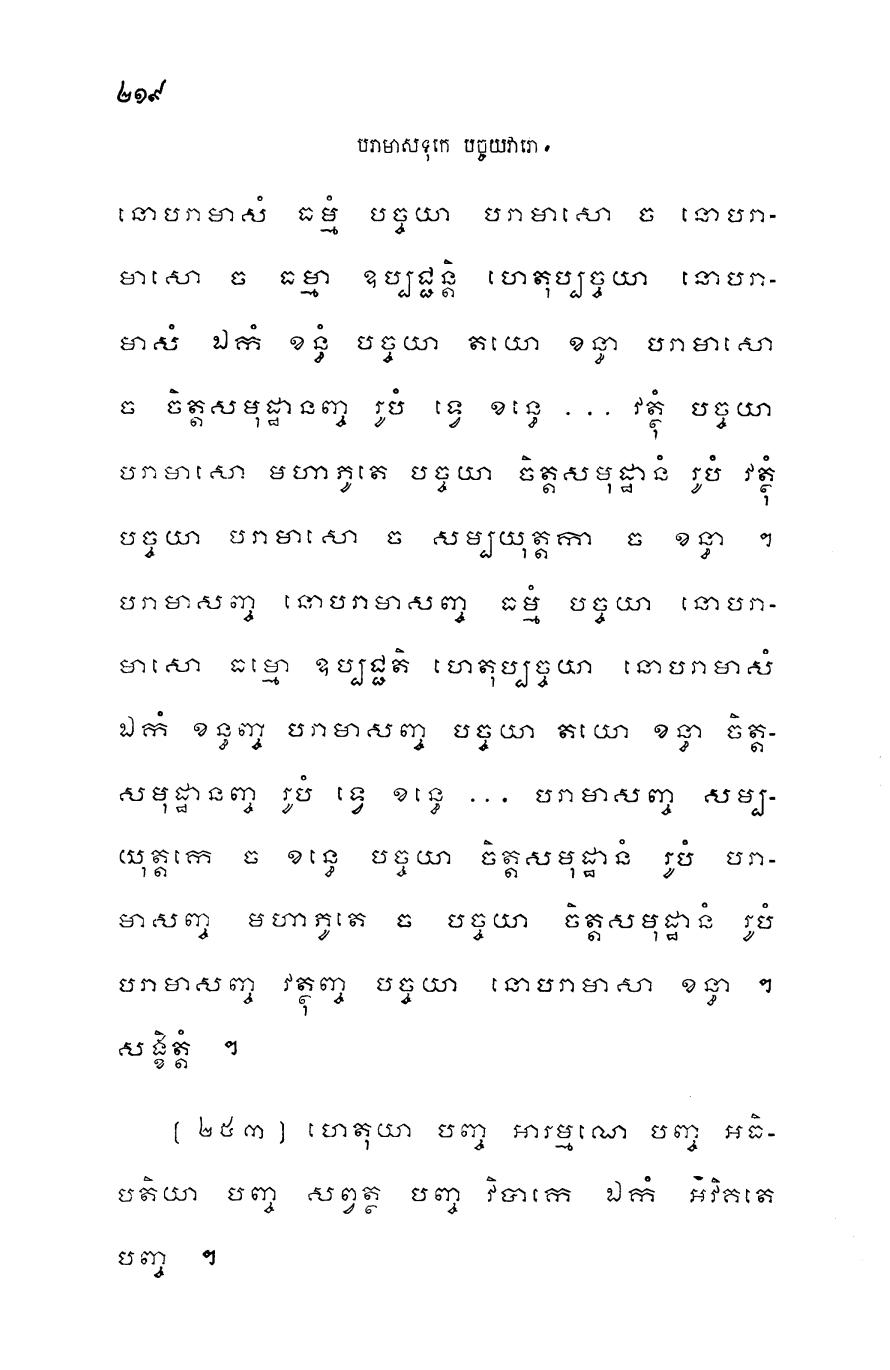 ២១៩
បរាមាសទុកេ បច្ចយវារោ.
នោបរាមាសំ ធម្មំ បច្ចយា បរាមាសោ ច នោបរា-
មាសោ ច ធម្មា ឧប្បជ្ជន្តិ ហេតុប្បច្ចយា នោបរា-
មាសំ ឯកំ ខន្ធំ បច្ចយា តយោ ខន្ធា បរាមាសោ
ច ចិត្តសមុដ្ឋានញ្ច រូបំ ទ្វេ ខន្ធេ ... វត្ថុំ បច្ចយា
បរាមាសោ មហាភូតេ បច្ចយា ចិត្តសមុដ្ឋានំ រូបំ វត្ថុំ
បច្ចយា បរាមាសោ ច សម្បយុត្តកា ច ខន្ធា ។
បរាមាសញ្ច នោបរាមាសញ្ច ធម្មំ បច្ចយា នោបរា-
មាសោ ធម្មោ ឧប្បជ្ជតិ ហេតុប្បច្ចយា នោបរាមាសំ
ឯកំ ខន្ធញ្ច បរាមាសញ្ច បច្ចយា តយោ ខន្ធា ចិត្ត-
សមុដ្ឋានញ្ច រូបំ ទ្វេ ខន្ធេ ... បរាមាសញ្ច សម្ប-
យុត្តកេ ច ខន្ធេ បច្ចយា ចិត្តសមុដ្ឋានំ រូបំ បរា-
មាសញ្ច មហាភូតេ ច បច្ចយា ចិត្តសមុដ្ឋានំ រូបំ
បរាមាសញ្ច វត្ថុញ្ច បច្ចយា នោបរាមាសា ខន្ធា ។
សង្ខិត្តំ ។
[ ២៥៣ ] ហេតុយា បញ្ច អារម្មណេ បញ្ច អធិ-
បតិយា បញ្ច សព្វត្ថ បញ្ច វិបាកេ ឯកំ អវិគតេ
បញ្ច ។